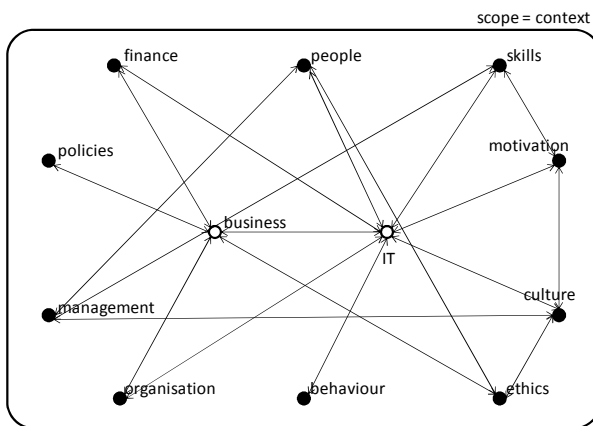 scope = context
finance
people
skills
policies
motivation
business
IT
management
culture
organisation
behaviour
ethics